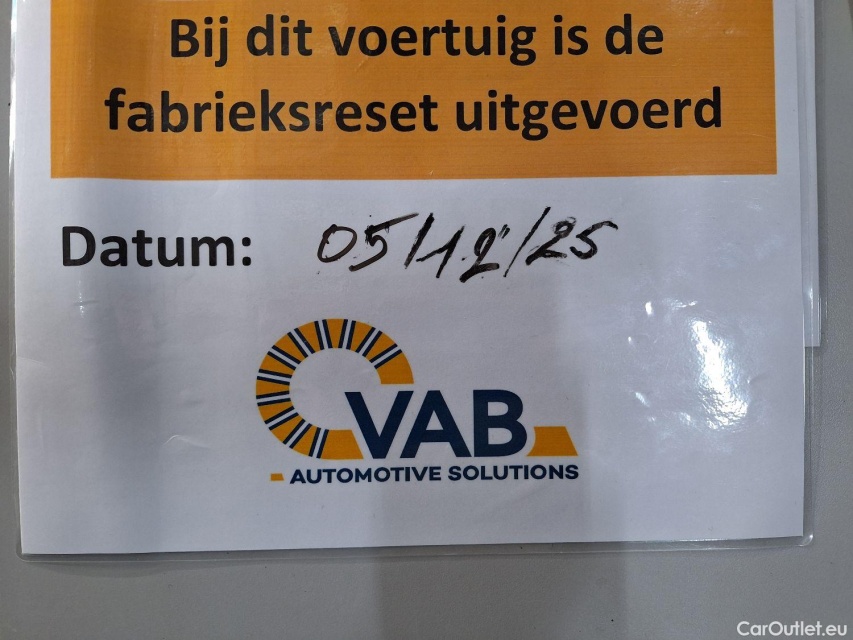 Bij dit voertuig is de
fabrieksreset uitgevoerd
Datum: 05/12/25
VAB
AUTOMOTIVE SOLUTIONS
CarOutlet.eu